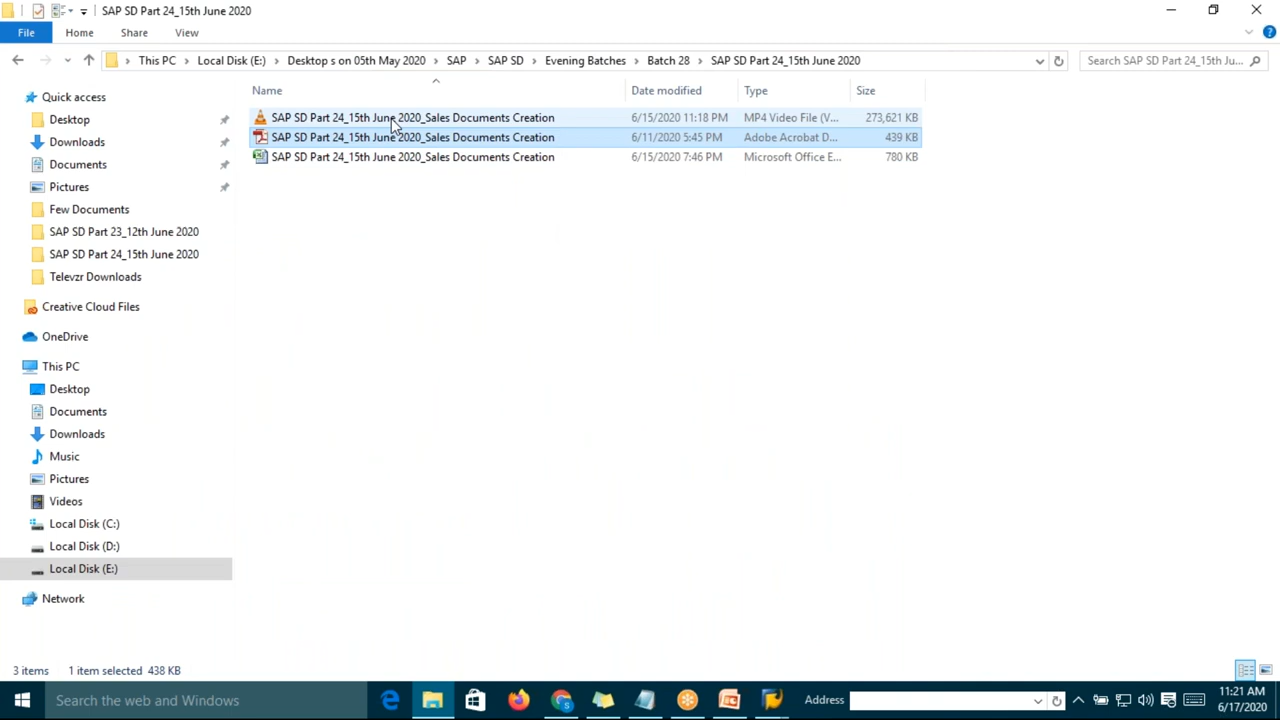 SAP SD Part 24_15th June 2020
File Home Share View
This PC Local Disk (E:) Desktop s on 05th May 2020 SAP SAP SD Evening Batches Batch 28 SAP SD Part 24_15th June 2020 Search SAP SD Part 24_15th Ju...
Name Date modified Type Size
SAP SD Part 24_15th June 2020_Sales Documents Creation 6/15/2020 11:18 PM MP4 Video File (V... 273,621 KB
SAP SD Part 24_15th June 2020_Sales Documents Creation 6/11/2020 5:45 PM Adobe Acrobat D... 439 KB
SAP SD Part 24_15th June 2020_Sales Documents Creation 6/15/2020 7:46 PM Microsoft Office E... 780 KB
Quick access
Desktop
Downloads
Documents
Pictures
Few Documents
SAP SD Part 23_12th June 2020
SAP SD Part 24_15th June 2020
Televzr Downloads
Creative Cloud Files
OneDrive
This PC
Desktop
Documents
Downloads
Music
Pictures
Videos
Local Disk (C:)
Local Disk (D:)
Local Disk (E:)
Network
3 items 1 item selected 438 KB
Search the web and Windows Address 11:21 AM
6/17/2020